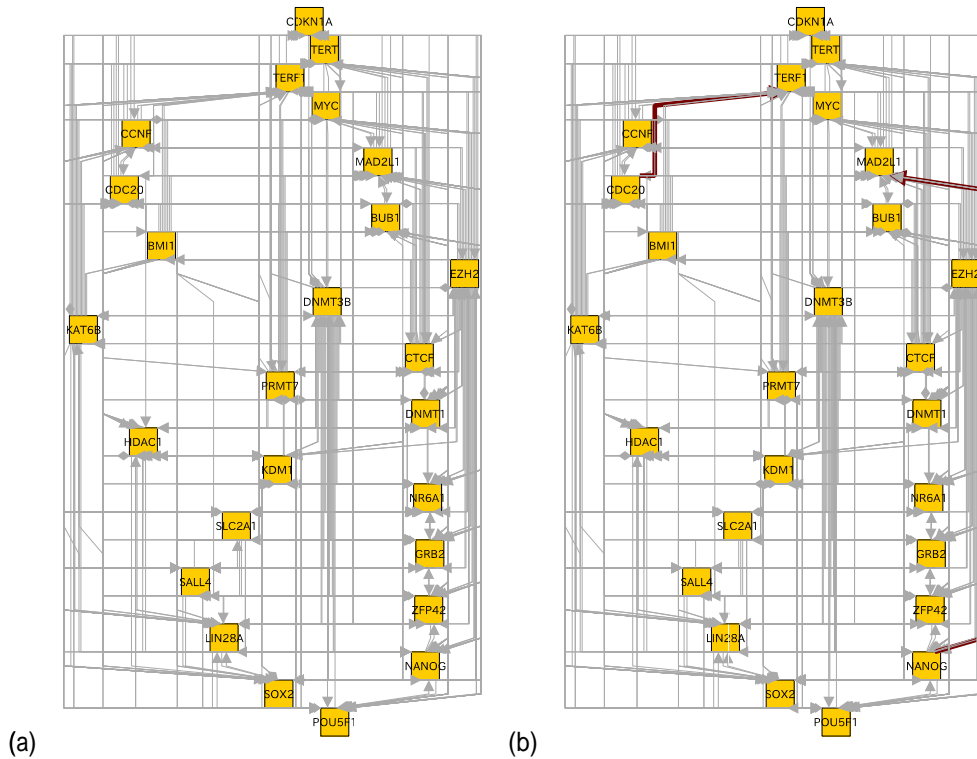 CDKN1A
TERT
TERF1
MYC
CCNF
MAD2L1
CDC20
BUB1
BMI1
EZH2
DNMT3B
KAT6B
CTCF
PRMT7
DNMT1
HDAC1
KDM1
NR6A1
SLC2A1
GRB2
SALL4
ZFP42
LIN28A
NANOG
SOX2
POU5F1
(a)
CDKN1A
TERT
TERF1
MYC
CCNF
MAD2L1
CDC20
BUB1
BMI1
EZH2
DNMT3B
KAT6B
CTCF
PRMT7
DNMT1
HDAC1
KDM1
NR6A1
SLC2A1
GRB2
SALL4
ZFP42
LIN28A
NANOG
SOX2
POU5F1
(b)